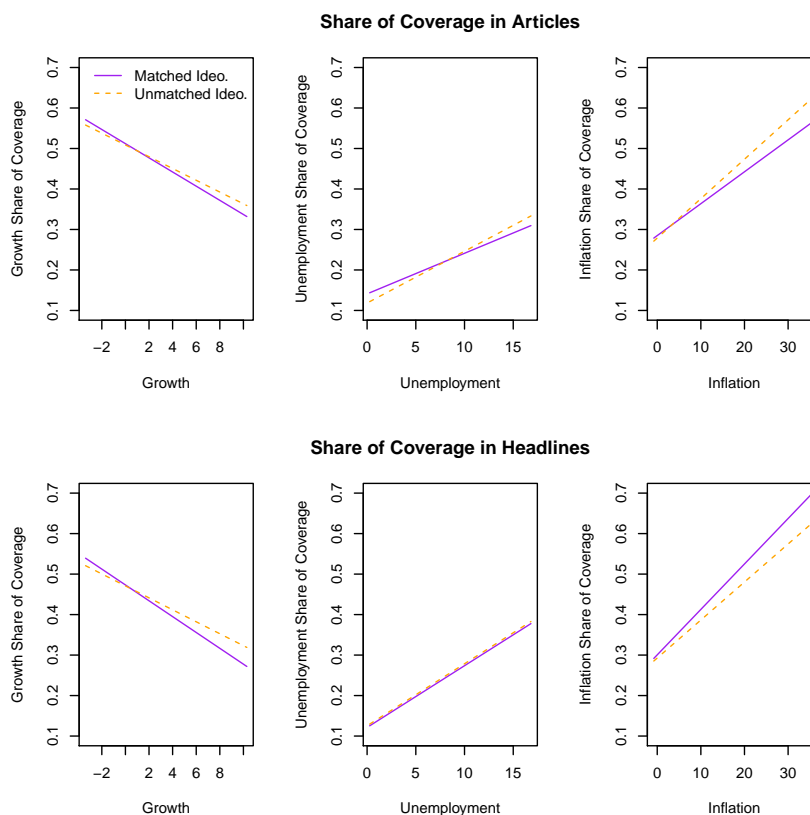 Share of Coverage in Articles
Growth Share of Coverage
0.1 0.2 0.3 0.4 0.5 0.6 0.7
Matched Ideo.
Unmatched Ideo.
−2 2 4 6 8
Growth
Unemployment Share of Coverage
0.1 0.2 0.3 0.4 0.5 0.6 0.7
0 5 10 15
Unemployment
Inflation Share of Coverage
0.1 0.2 0.3 0.4 0.5 0.6 0.7
0 10 20 30
Inflation
Share of Coverage in Headlines
Growth Share of Coverage
0.1 0.2 0.3 0.4 0.5 0.6 0.7
−2 2 4 6 8
Growth
Unemployment Share of Coverage
0.1 0.2 0.3 0.4 0.5 0.6 0.7
0 5 10 15
Unemployment
Inflation Share of Coverage
0.1 0.2 0.3 0.4 0.5 0.6 0.7
0 10 20 30
Inflation